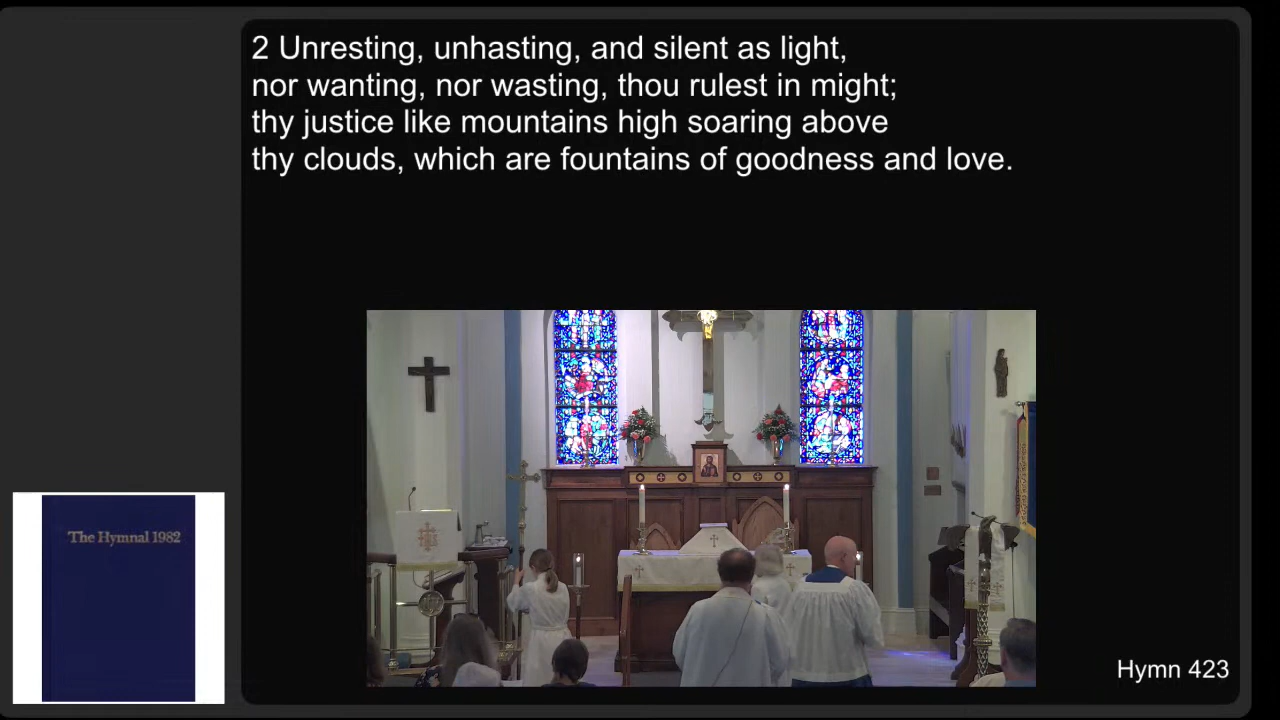 2 Unresting, unhasting, and silent as light,
nor wanting, nor wasting, thou rulest in might;
thy justice like mountains high soaring above
thy clouds, which are fountains of goodness and love.
The Hymnal 1982
Hymn 423